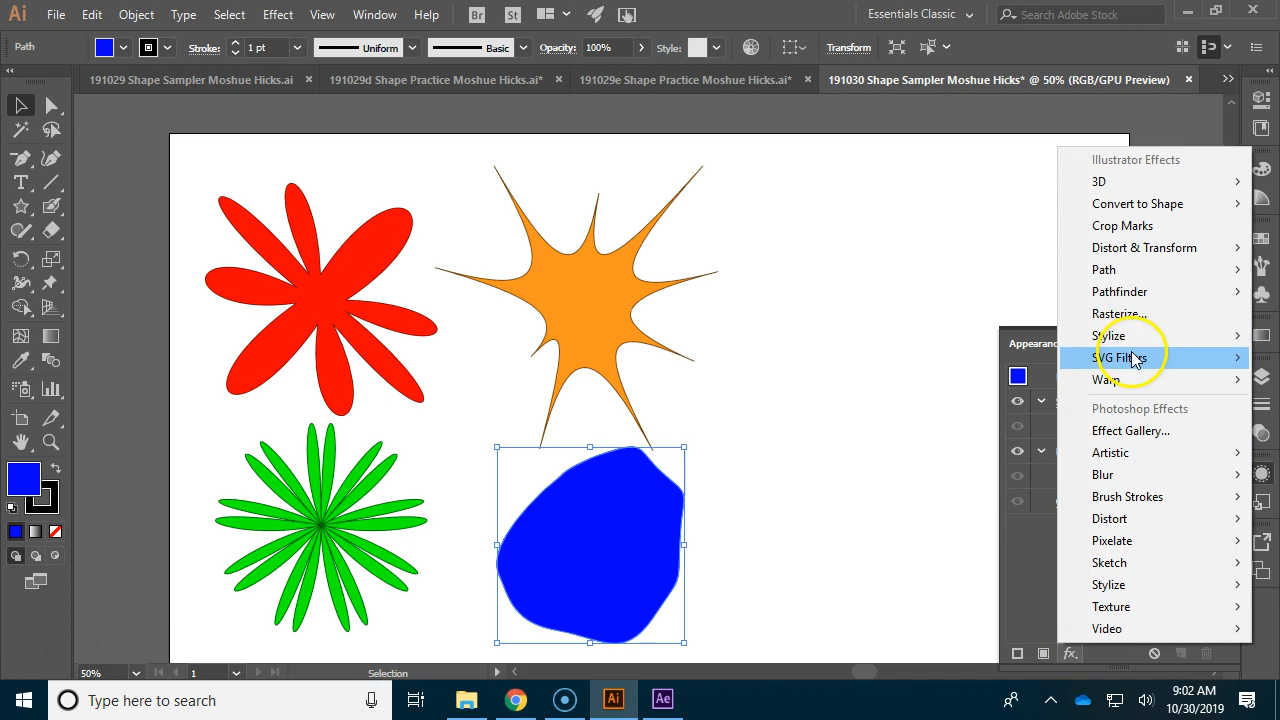 Ai File Edit Object Type Select Effect View Window Help Br St Essentials Classic Search Adobe Stock
Path Stroke: 1 pt Uniform Basic Opacity: 100% Style: Transform
191029 Shape Sampler Moshue Hicks.ai × 191029d Shape Practice Moshue Hicks.ai* × 191029e Shape Practice Moshue Hicks.ai* × 191030 Shape Sampler Moshue Hicks* @ 50% (RGB/GPU Preview) ×
Illustrator Effects
3D
Convert to Shape
Crop Marks
Distort & Transform
Path
Pathfinder
Rasterize...
Stylize
Appearance
SVG Filters
Warp
Photoshop Effects
Effect Gallery...
Artistic
Blur
Brush Strokes
Distort
Pixelate
Sketch
Stylize
Texture
Video
fx.
50% 1 Selection
Type here to search Ai Ae 9:02 AM
10/30/2019